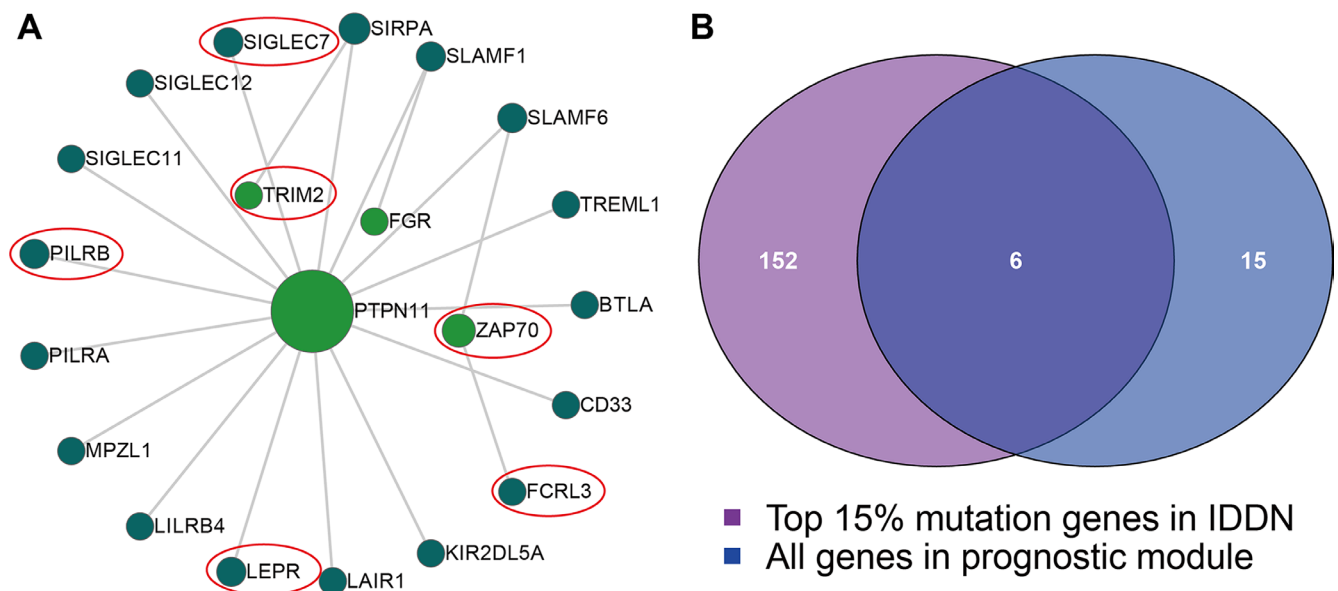 A
SIGLEC7
SIRPA
SLAMF1
SIGLEC12
SLAMF6
SIGLEC11
TRIM2
TREML1
FGR
PILRB
PTPN11
BTLA
ZAP70
PILRA
CD33
MPZL1
FCRL3
LILRB4
KIR2DL5A
LEPR
LAIR1
B
152
6
15
Top 15% mutation genes in IDDN
All genes in prognostic module